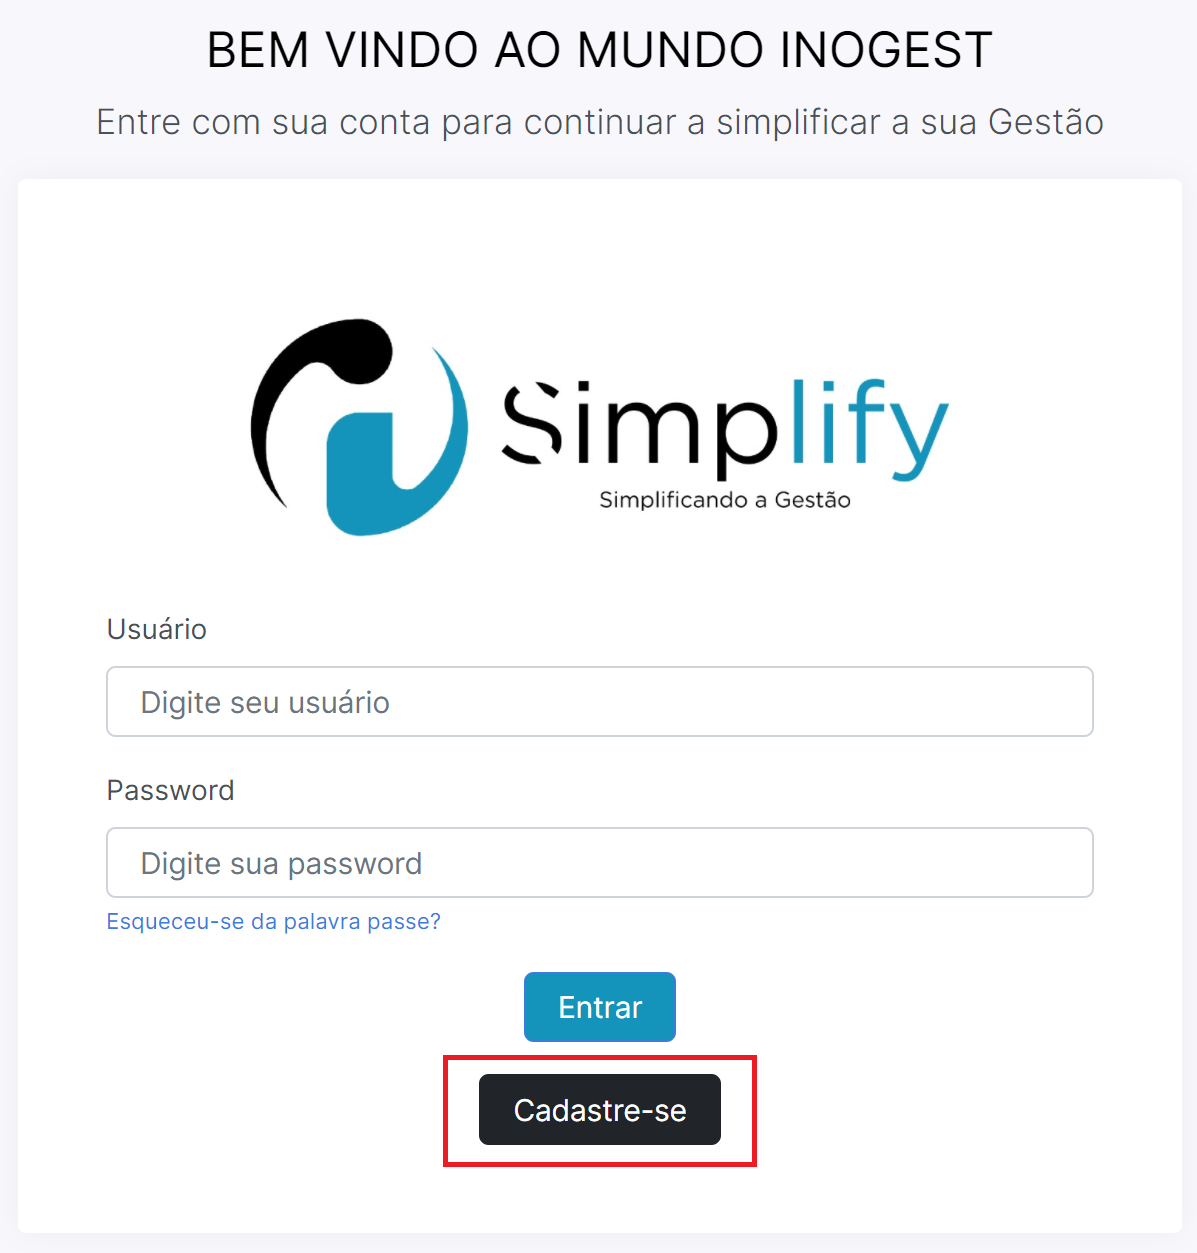 BEM VINDO AO MUNDO INOGEST
Entre com sua conta para continuar a simplificar a sua Gestão
Simplify
Simplificando a Gestão
Usuário
Digite seu usuário
Password
Digite sua password
Esqueceu-se da palavra passe?
Entrar
Cadastre-se